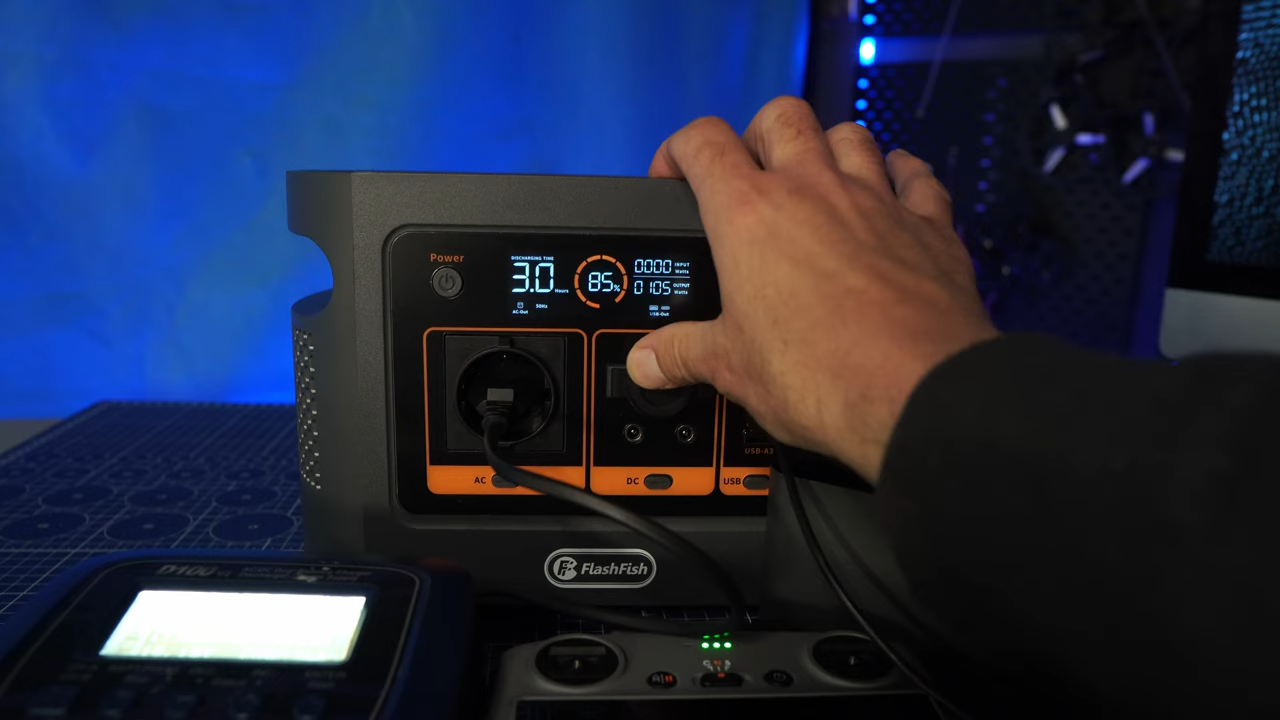 Power
DISCHARGING TIME
3.0 Hours
AC-Out 50Hz
85%
0000 INPUT Watts
0105 OUTPUT Watts
USB-Out
USB-A3
AC
DC
USB
FlashFish
D100